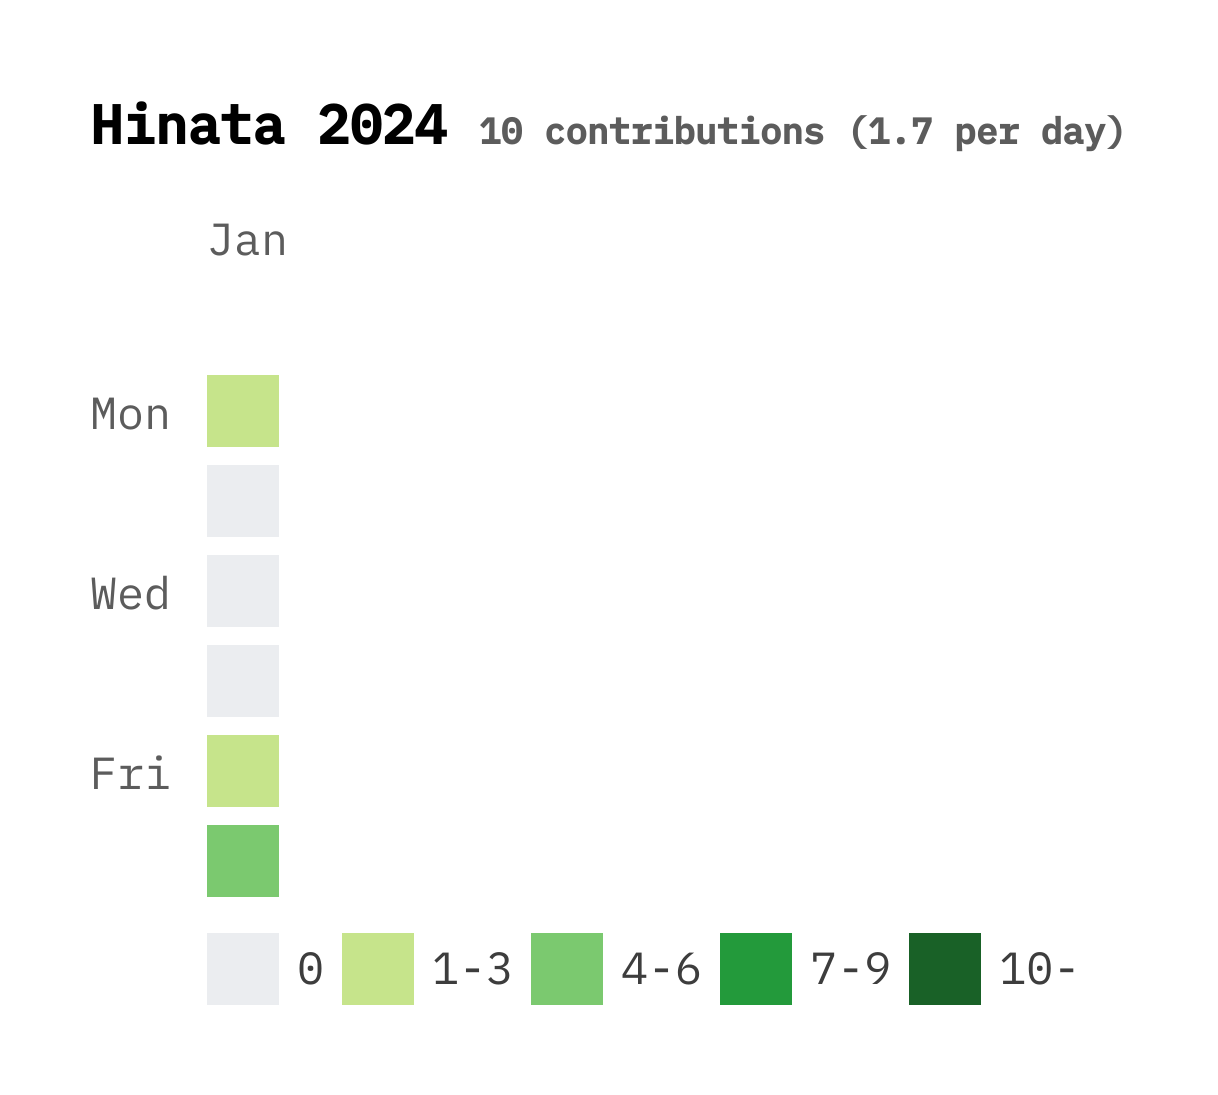 Hinata 2024 10 contributions (1.7 per day)
Jan
Mon
Wed
Fri
0 1-3 4-6 7-9 10-